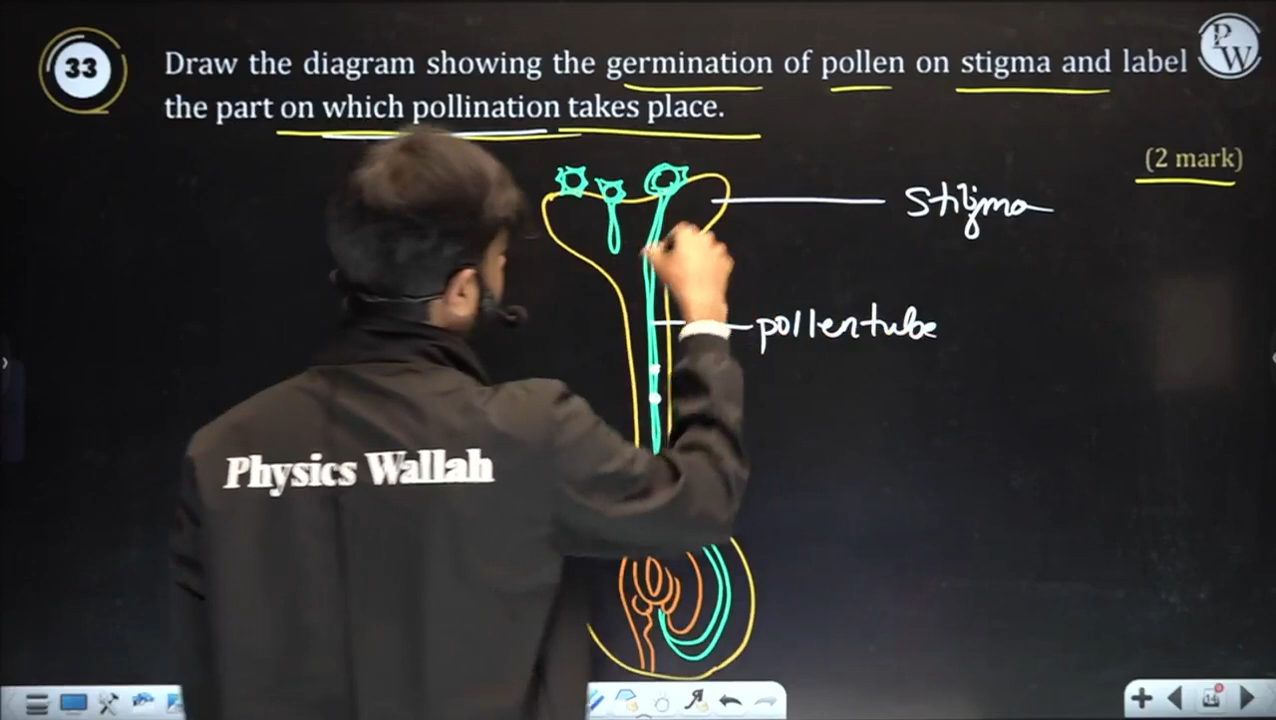 33
Draw the diagram showing the germination of pollen on stigma and label
the part on which pollination takes place.
PW
(2 mark)
Stigma
pollentube
Physics Wallah